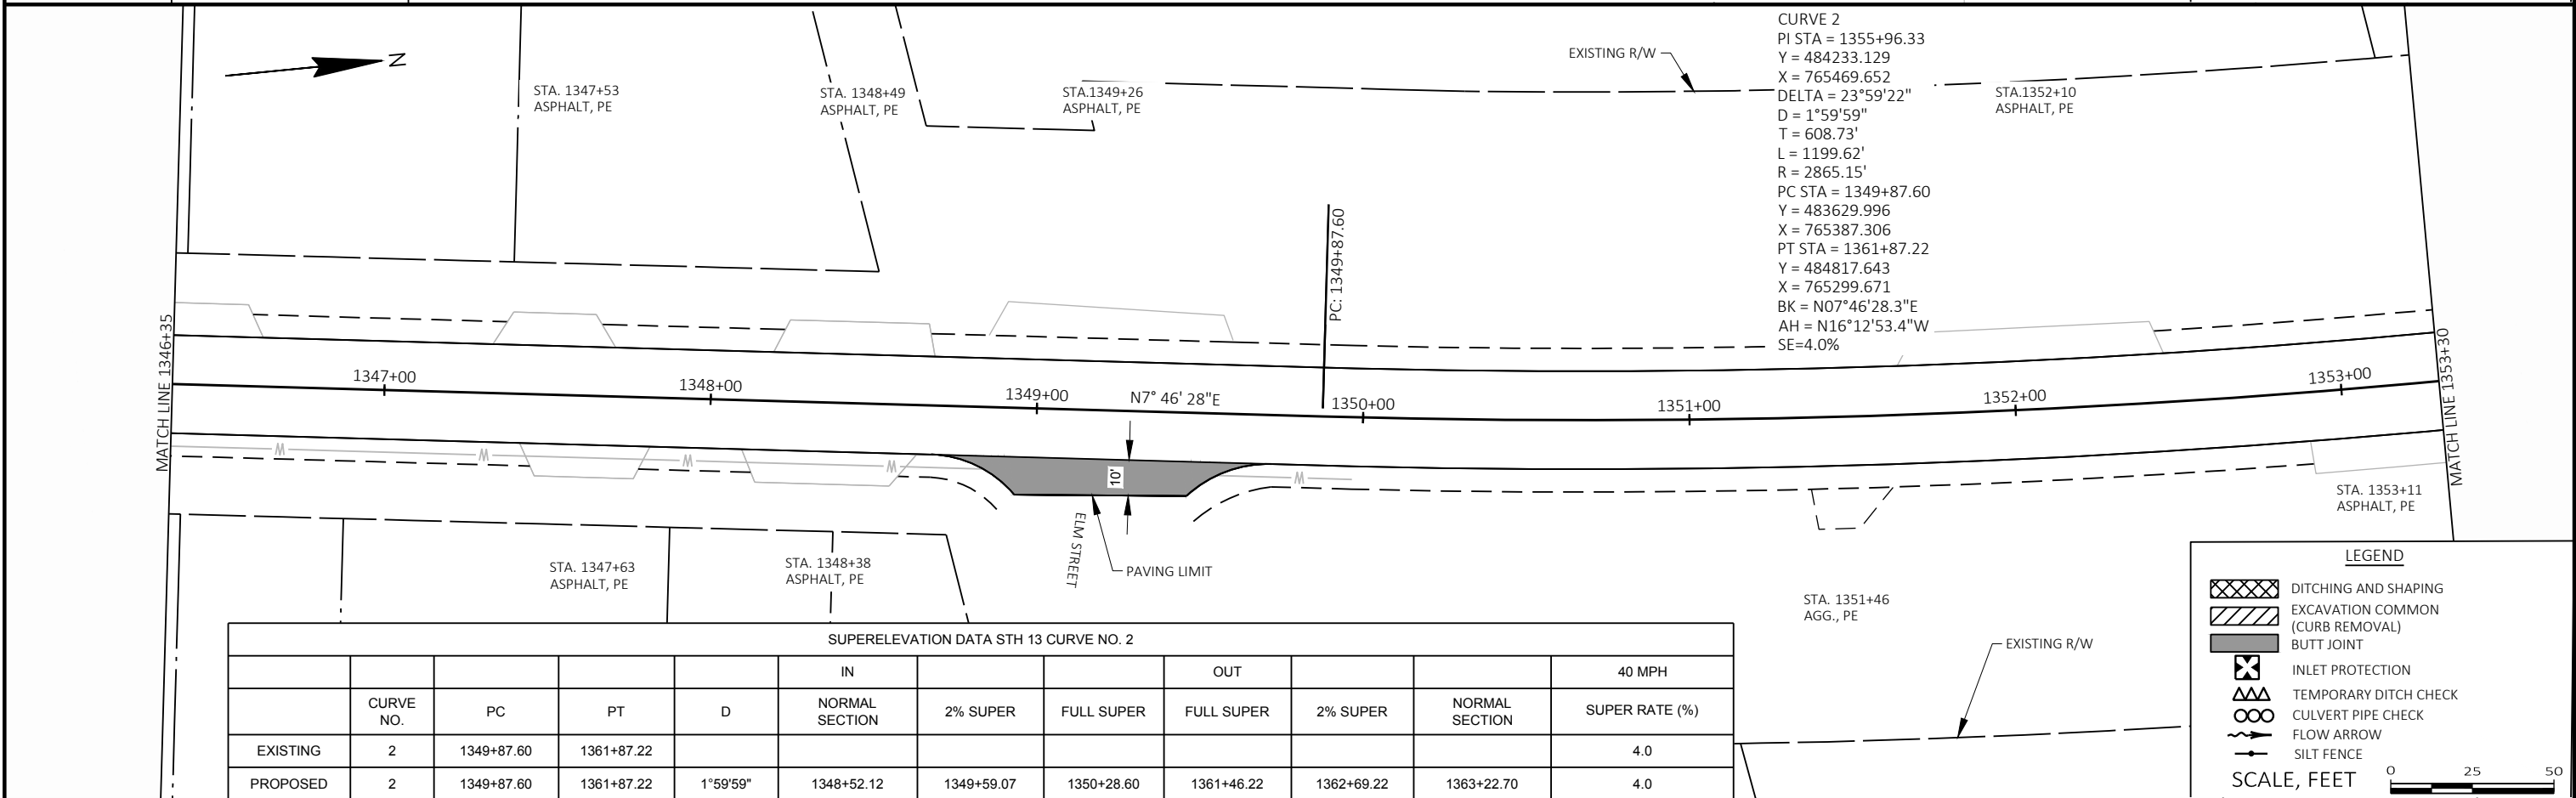 CURVE 2
PI STA = 1355+96.33
Y = 484233.129
X = 765469.652
DELTA = 23°59'22"
D = 1°59'59"
T = 608.73'
L = 1199.62'
R = 2865.15'
PC STA = 1349+87.60
Y = 483629.996
X = 765387.306
PT STA = 1361+87.22
Y = 484817.643
X = 765299.671
BK = N07°46'28.3"E
AH = N16°12'53.4"W
SE=4.0%
N
EXISTING R/W
STA. 1347+53
ASPHALT, PE
STA. 1348+49
ASPHALT, PE
STA.1349+26
ASPHALT, PE
STA.1352+10
ASPHALT, PE
PC: 1349+87.60
MATCH LINE 1346+35
MATCH LINE 1353+30
1347+00
1348+00
1349+00
N7° 46' 28"E
1350+00
1351+00
1352+00
1353+00
W W W W W
10'
ELM STREET
PAVING LIMIT
STA. 1353+11
ASPHALT, PE
STA. 1347+63
ASPHALT, PE
STA. 1348+38
ASPHALT, PE
STA. 1351+46
AGG., PE
EXISTING R/W
SUPERELEVATION DATA STH 13 CURVE NO. 2
IN OUT 40 MPH
CURVE NO. PC PT D NORMAL SECTION 2% SUPER FULL SUPER FULL SUPER 2% SUPER NORMAL SECTION SUPER RATE (%)
EXISTING 2 1349+87.60 1361+87.22 4.0
PROPOSED 2 1349+87.60 1361+87.22 1°59'59" 1348+52.12 1349+59.07 1350+28.60 1361+46.22 1362+69.22 1363+22.70 4.0
LEGEND
DITCHING AND SHAPING
EXCAVATION COMMON
(CURB REMOVAL)
BUTT JOINT
INLET PROTECTION
TEMPORARY DITCH CHECK
CULVERT PIPE CHECK
FLOW ARROW
SILT FENCE
SCALE, FEET 0 25 50